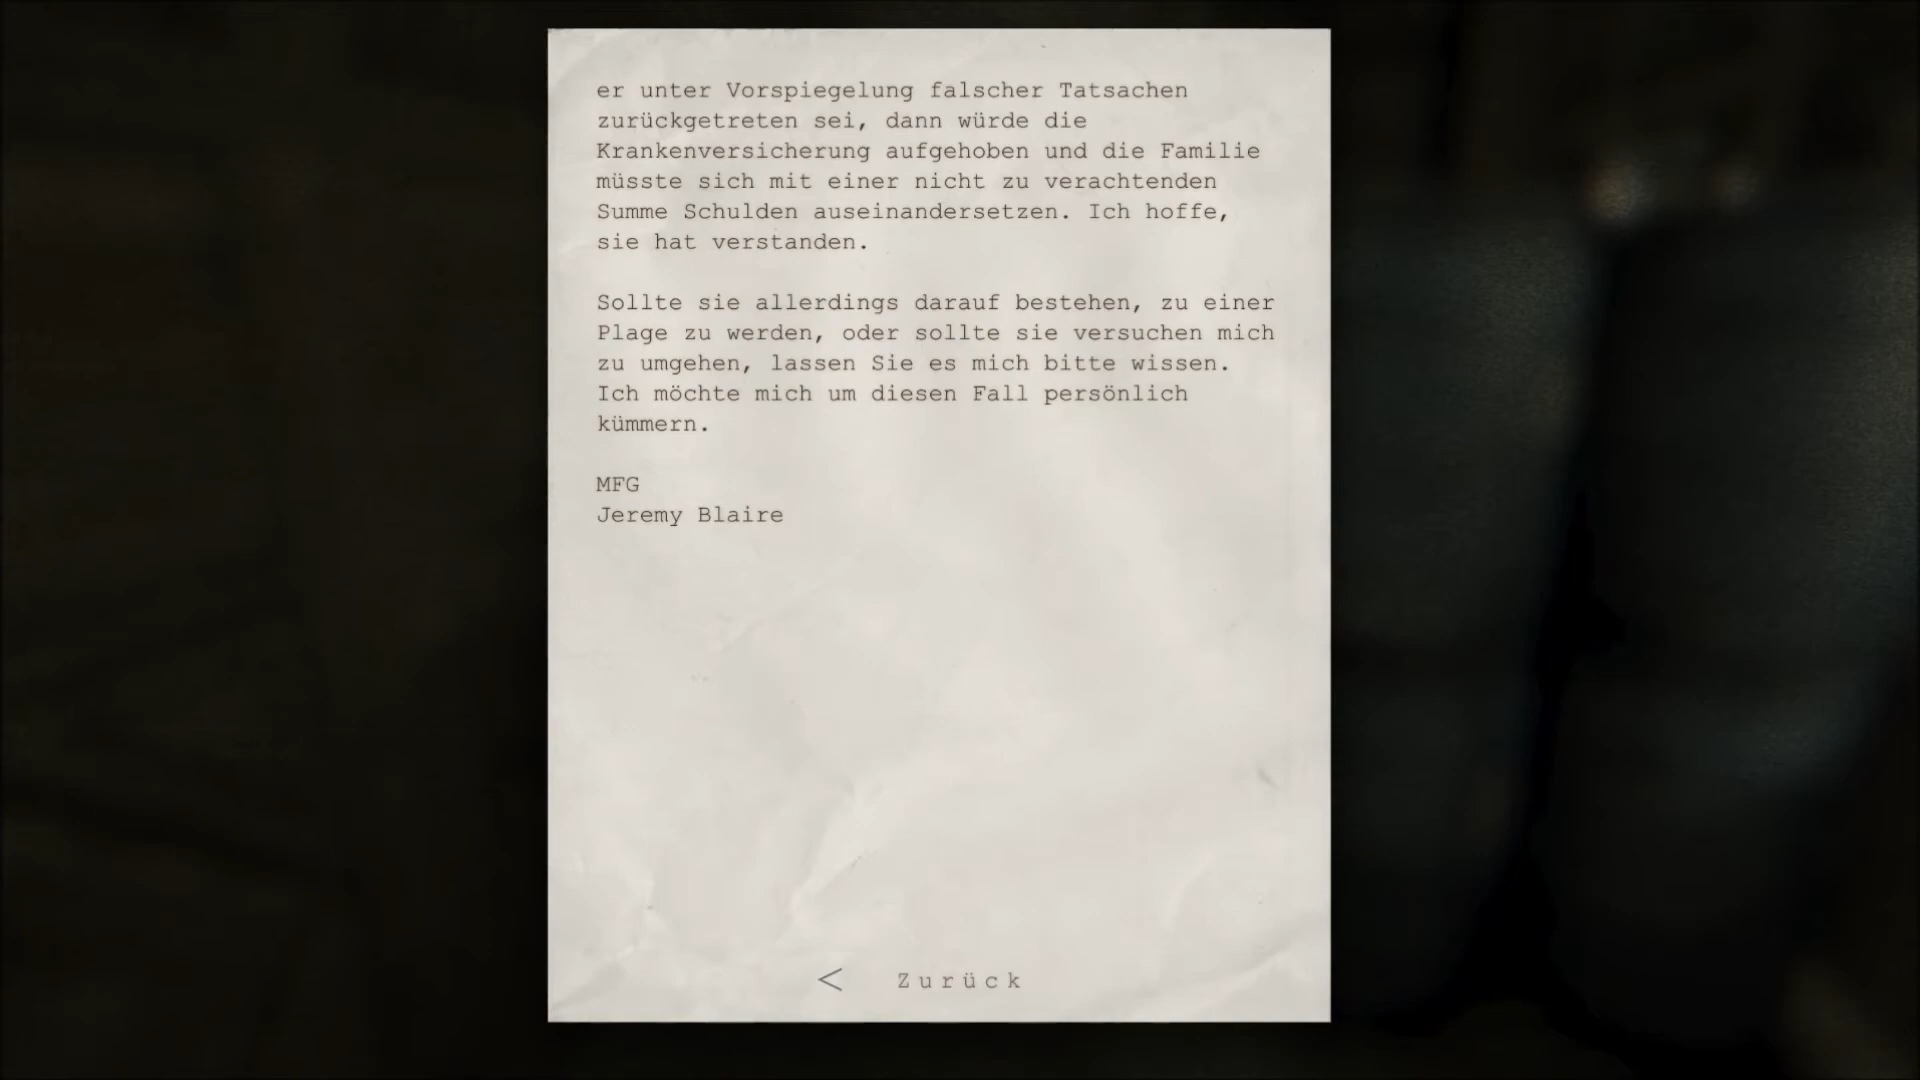 er unter Vorspiegelung falscher Tatsachen
zurückgetreten sei, dann würde die
Krankenversicherung aufgehoben und die Familie
müsste sich mit einer nicht zu verachtenden
Summe Schulden auseinandersetzen. Ich hoffe,
sie hat verstanden.
Sollte sie allerdings darauf bestehen, zu einer
Plage zu werden, oder sollte sie versuchen mich
zu umgehen, lassen Sie es mich bitte wissen.
Ich möchte mich um diesen Fall persönlich
kümmern.
MFG
Jeremy Blaire
< Zurück